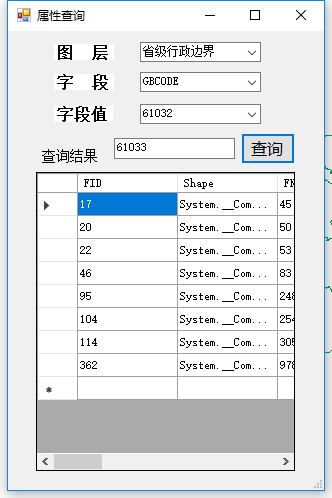 属性查询
图 层 省级行政边界
字 段 GBCODE
字段值 61032
查询结果 61033 查询
FID Shape FN
17 System.__Com... 45
20 System.__Com... 50
22 System.__Com... 53
46 System.__Com... 83
95 System.__Com... 248
104 System.__Com... 254
114 System.__Com... 305
362 System.__Com... 978